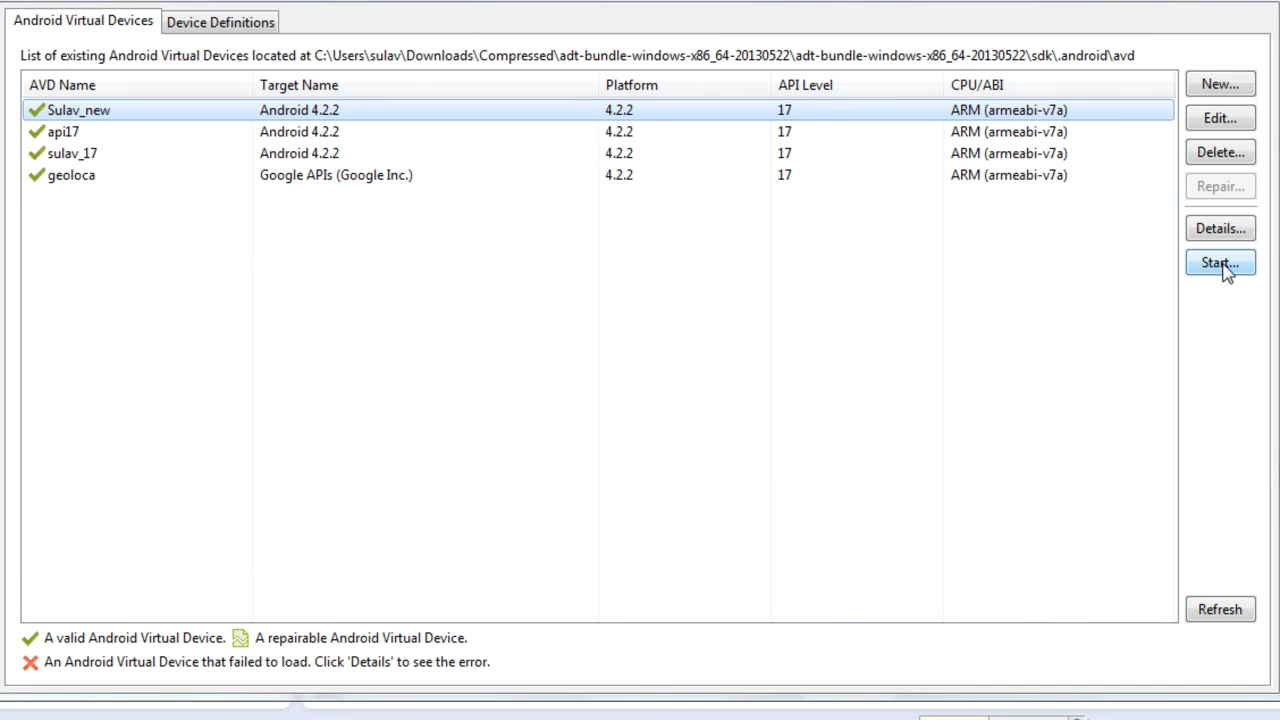 Android Virtual Devices Device Definitions
List of existing Android Virtual Devices located at C:\Users\sulav\Downloads\Compressed\adt-bundle-windows-x86_64-20130522\adt-bundle-windows-x86_64-20130522\sdk\.android\avd
AVD Name Target Name Platform API Level CPU/ABI New...
Sulav_new Android 4.2.2 4.2.2 17 ARM (armeabi-v7a) Edit...
api17 Android 4.2.2 4.2.2 17 ARM (armeabi-v7a)
sulav_17 Android 4.2.2 4.2.2 17 ARM (armeabi-v7a) Delete...
geoloca Google APIs (Google Inc.) 4.2.2 17 ARM (armeabi-v7a) Repair...
Details...
Start...
Refresh
A valid Android Virtual Device. A repairable Android Virtual Device.
An Android Virtual Device that failed to load. Click 'Details' to see the error.